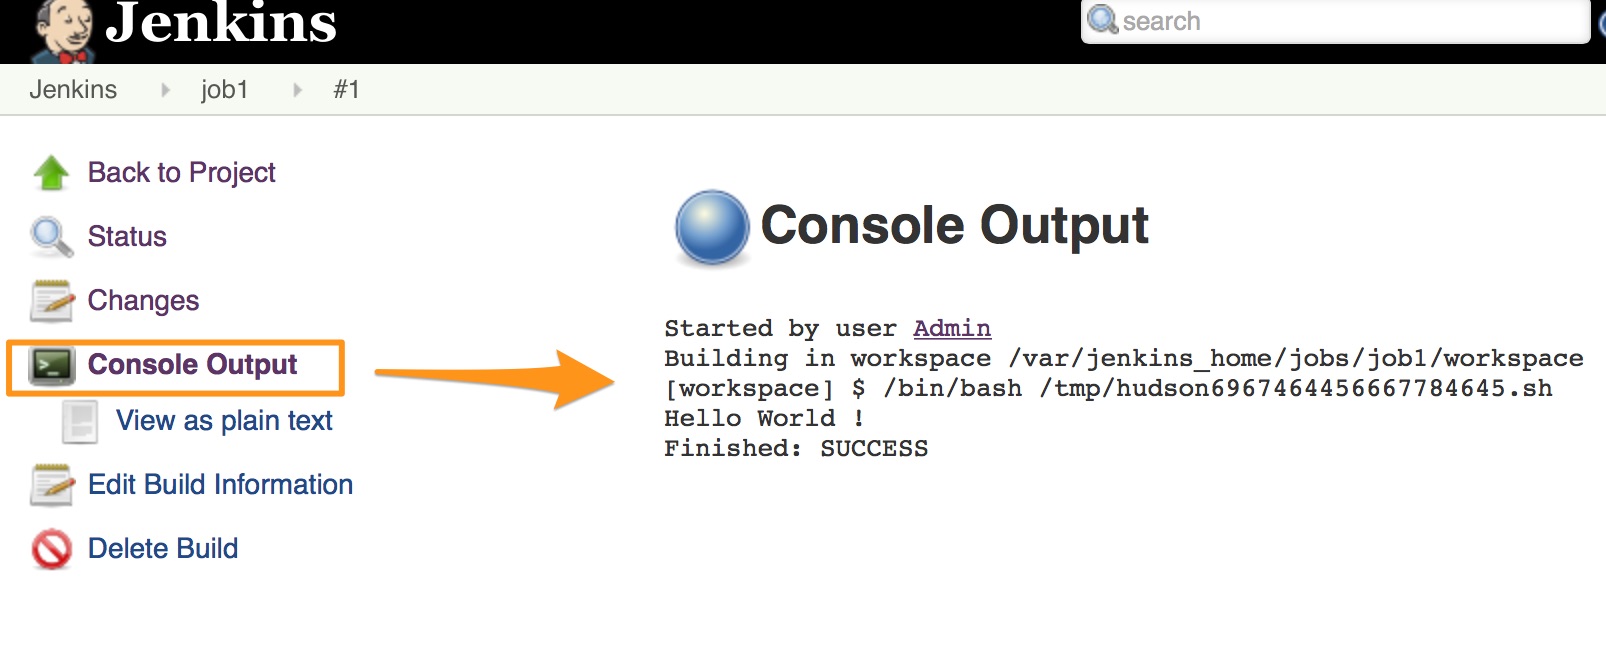 Jenkins
search
Jenkins job1 #1
Back to Project
Status
Changes
Console Output
View as plain text
Edit Build Information
Delete Build
Console Output
Started by user Admin
Building in workspace /var/jenkins_home/jobs/job1/workspace
[workspace] $ /bin/bash /tmp/hudson6967464456667784645.sh
Hello World !
Finished: SUCCESS